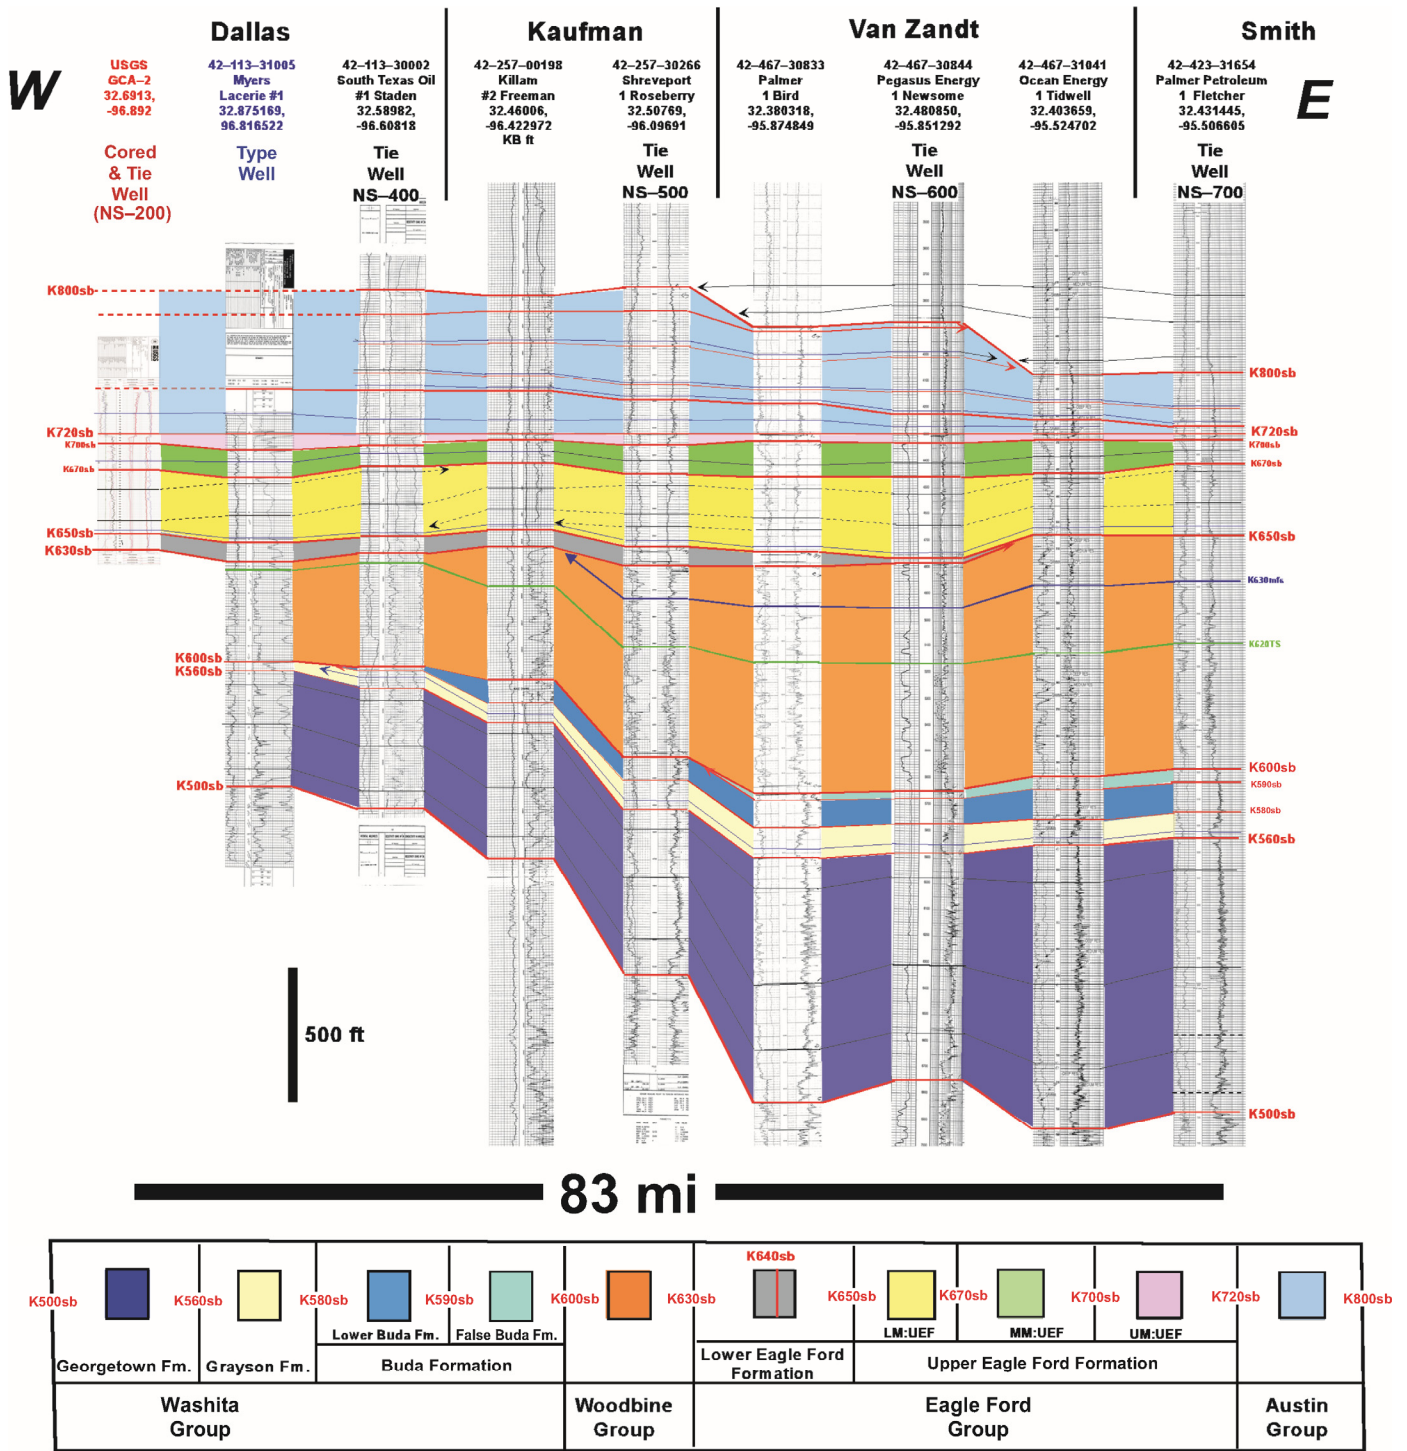 Dallas
Kaufman
Van Zandt
Smith
W
E
USGS
GCA–2
32.6913,
-96.892
42–113–31005
Myers
Lacerie #1
32.875169,
96.816522
42–113–30002
South Texas Oil
#1 Staden
32.58982,
-96.60818
42–257–00198
Killam
#2 Freeman
32.46006,
-96.422972
KB ft
42–257–30266
Shreveport
1 Roseberry
32.50769,
-96.09691
42–467–30833
Palmer
1 Bird
32.380318,
-95.874849
42–467–30844
Pegasus Energy
1 Newsome
32.480850,
-95.851292
42–467–31041
Ocean Energy
1 Tidwell
32.403659,
-95.524702
42–423–31654
Palmer Petroleum
1 Fletcher
32.431445,
-95.506605
Cored
& Tie
Well
(NS–200)
Type
Well
Tie
Well
NS–400
Tie
Well
NS–500
Tie
Well
NS–600
Tie
Well
NS–700
K800sb
K720sb
K700sb
K670sb
K650sb
K630sb
K600sb
K560sb
K500sb
K800sb
K720sb
K700sb
K670sb
K650sb
K630mfs
K620TS
K600sb
K590sb
K580sb
K560sb
K500sb
500 ft
83 mi
K500sb
K560sb
K580sb
K590sb
K600sb
K630sb
K640sb
K650sb
K670sb
K700sb
K720sb
K800sb
Lower Buda Fm.
False Buda Fm.
LM:UEF
MM:UEF
UM:UEF
Georgetown Fm.
Grayson Fm.
Buda Formation
Lower Eagle Ford
Formation
Upper Eagle Ford Formation
Washita
Group
Woodbine
Group
Eagle Ford
Group
Austin
Group